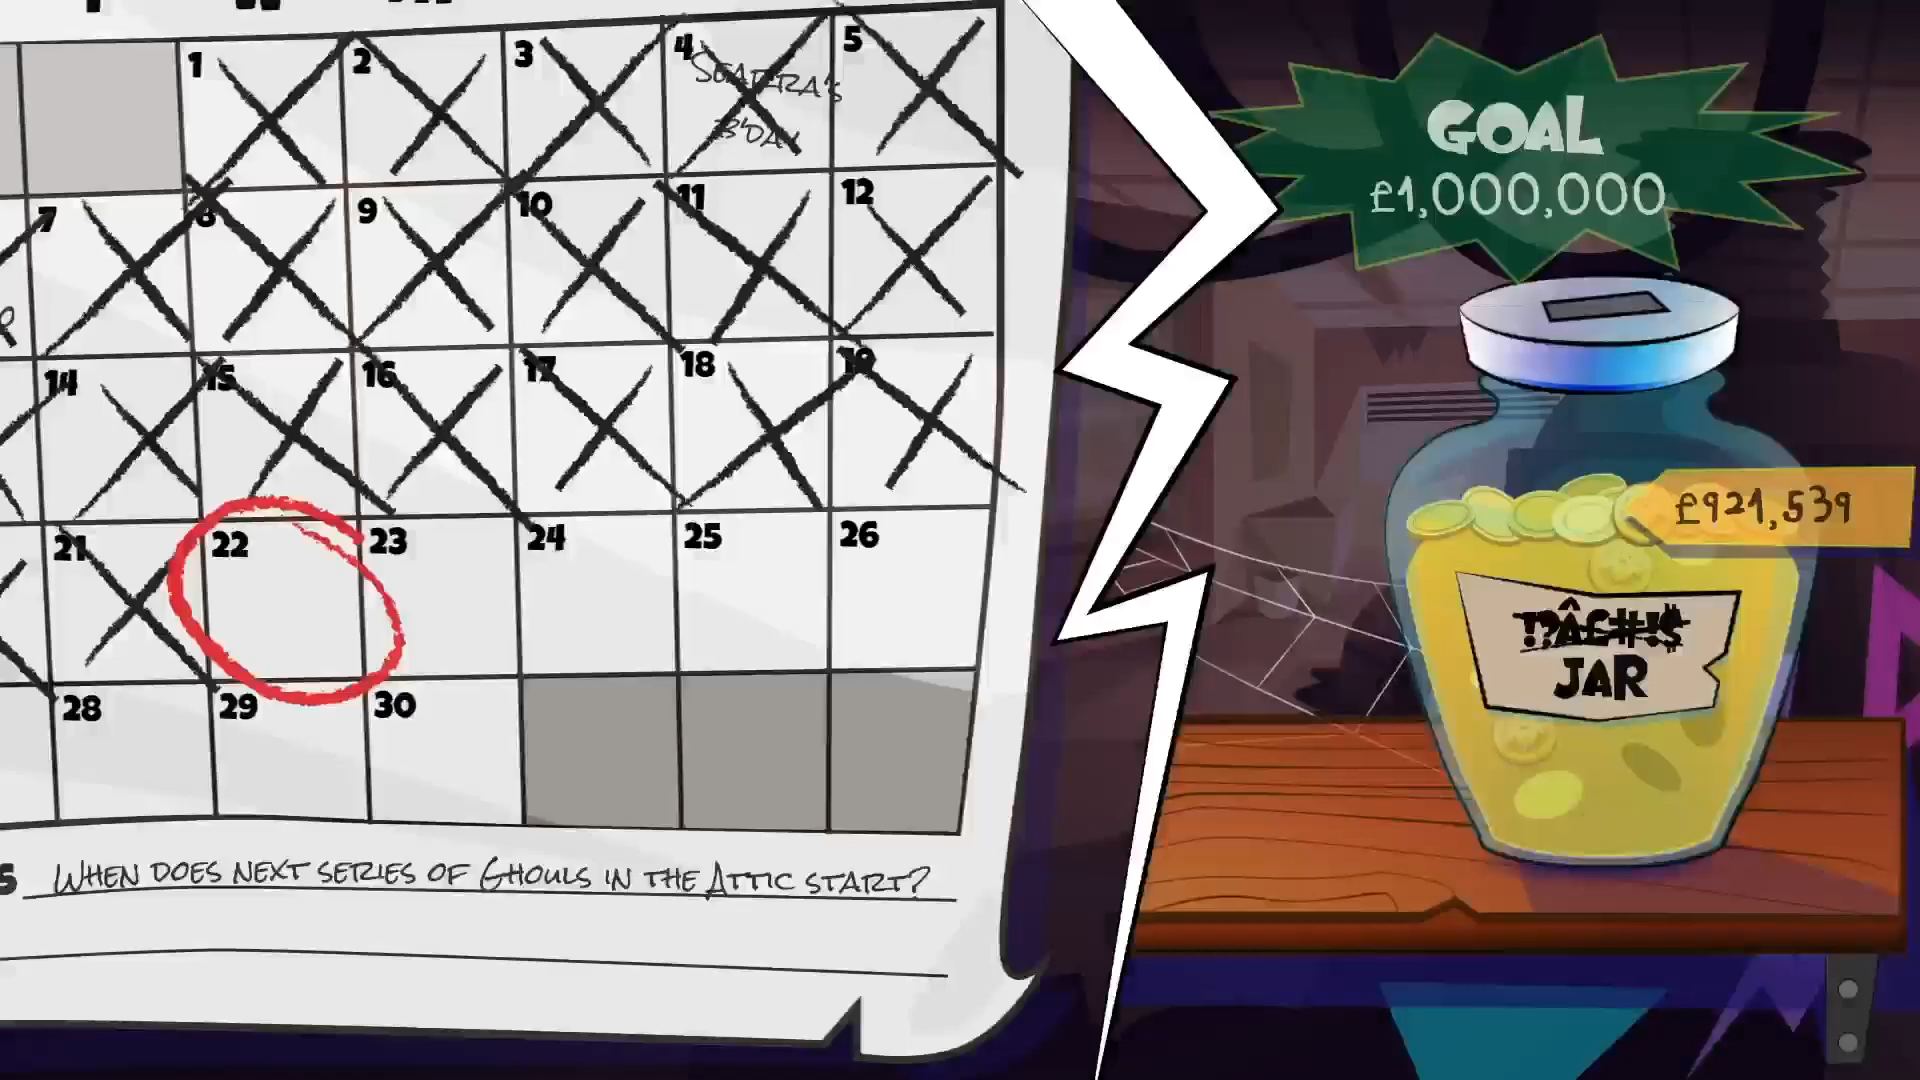 1 2 3 4 5
SEABRA'S
B'DAY
7 8 9 10 11 12
14 15 16 17 18 19
21 22 23 24 25 26
28 29 30
WHEN DOES NEXT SERIES OF GHOULS IN THE ATTIC START?
GOAL
£1,000,000
£921,539
!?Â£#!$
JAR